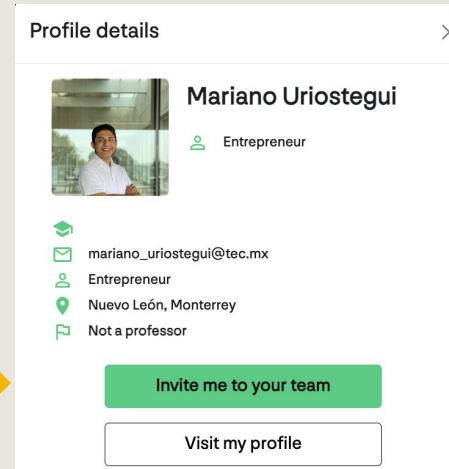 Profile details
Mariano Uriostegui
Entrepreneur
mariano_uriostegui@tec.mx
Entrepreneur
Nuevo León, Monterrey
Not a professor
Invite me to your team
Visit my profile